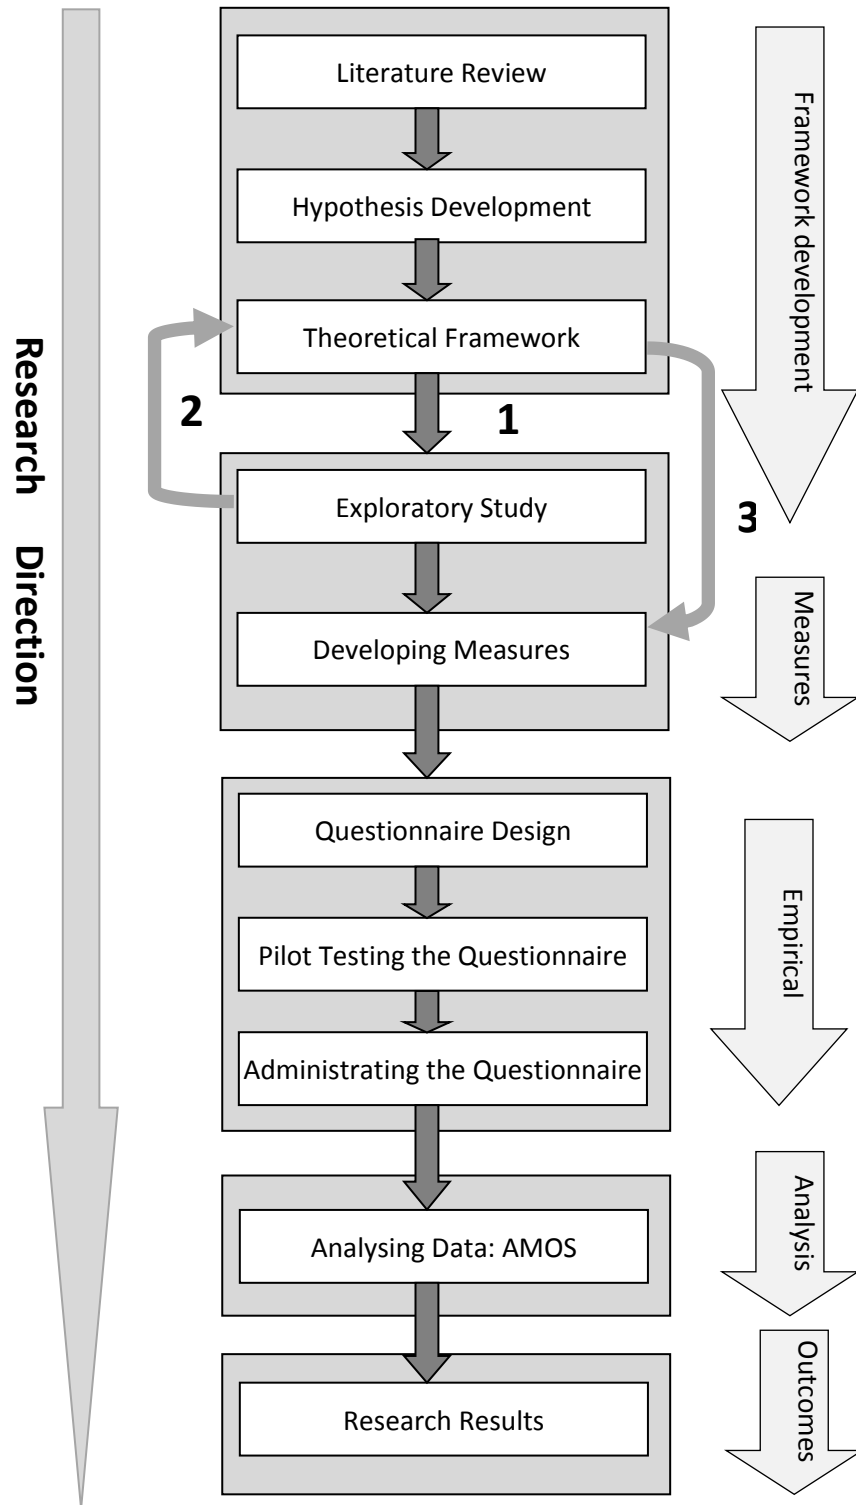 Literature Review
Hypothesis Development
Theoretical Framework
1
2
3
Exploratory Study
Developing Measures
Questionnaire Design
Pilot Testing the Questionnaire
Administrating the Questionnaire
Analysing Data: AMOS
Research Results
Research Direction
Framework development
Measures
Empirical
Analysis
Outcomes